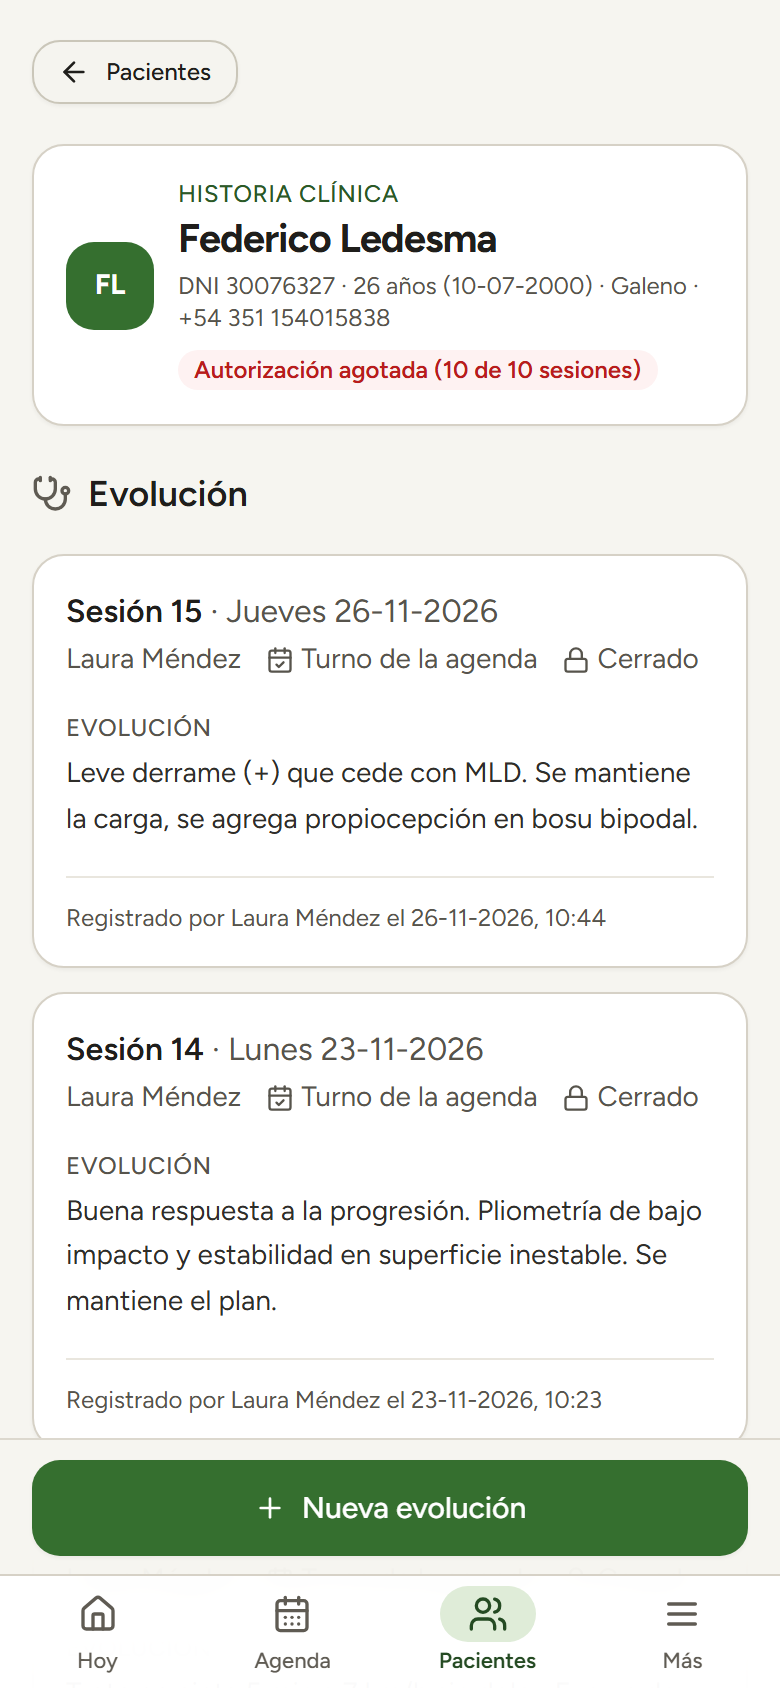 Pacientes
HISTORIA CLÍNICA
Federico Ledesma
FL
DNI 30076327 · 26 años (10-07-2000) · Galeno ·
+54 351 154015838
Autorización agotada (10 de 10 sesiones)
Evolución
Sesión 15 · Jueves 26-11-2026
Laura Méndez Turno de la agenda Cerrado
EVOLUCIÓN
Leve derrame (+) que cede con MLD. Se mantiene
la carga, se agrega propiocepción en bosu bipodal.
Registrado por Laura Méndez el 26-11-2026, 10:44
Sesión 14 · Lunes 23-11-2026
Laura Méndez Turno de la agenda Cerrado
EVOLUCIÓN
Buena respuesta a la progresión. Pliometría de bajo
impacto y estabilidad en superficie inestable. Se
mantiene el plan.
Registrado por Laura Méndez el 23-11-2026, 10:23
+ Nueva evolución
Hoy Agenda Pacientes Más